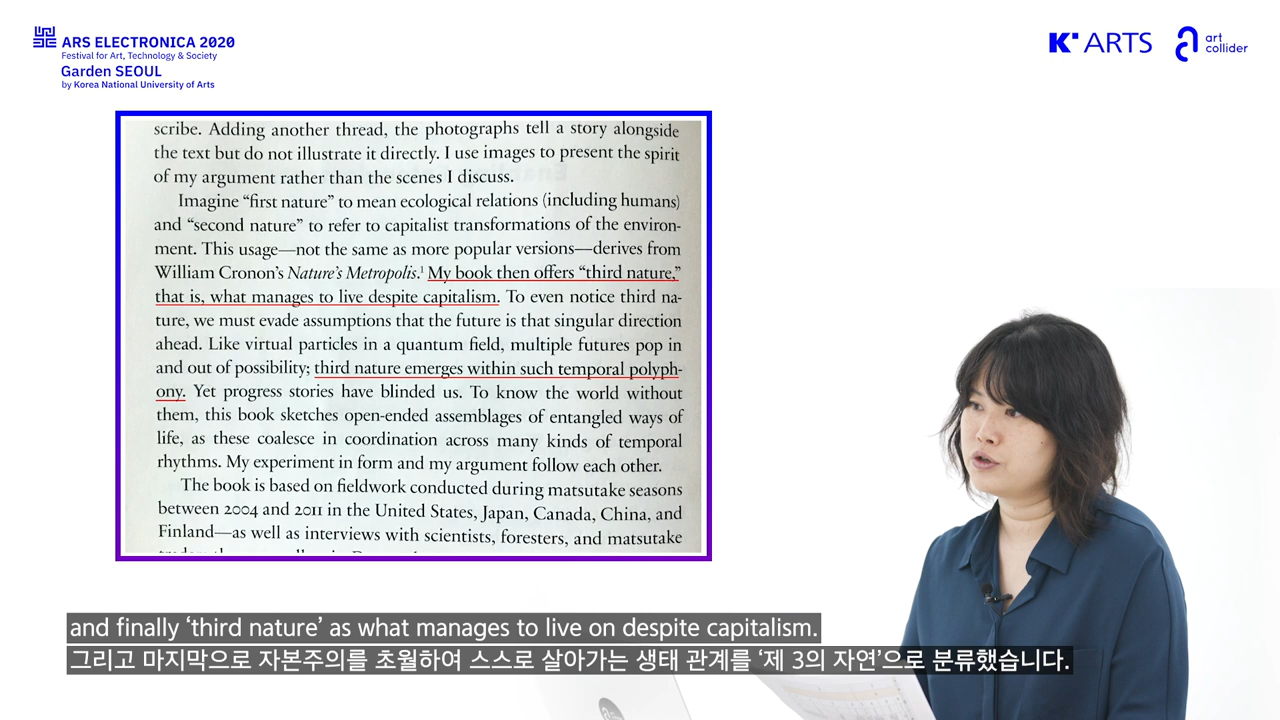 ARS ELECTRONICA 2020
Festival for Art, Technology & Society
Garden SEOUL
by Korea National University of Arts
K ARTS
art
collider
scribe. Adding another thread, the photographs tell a story alongside
the text but do not illustrate it directly. I use images to present the spirit
of my argument rather than the scenes I discuss.
Imagine “first nature” to mean ecological relations (including humans)
and “second nature” to refer to capitalist transformations of the environ-
ment. This usage—not the same as more popular versions—derives from
William Cronon’s Nature’s Metropolis.¹ My book then offers “third nature,”
that is, what manages to live despite capitalism. To even notice third na-
ture, we must evade assumptions that the future is that singular direction
ahead. Like virtual particles in a quantum field, multiple futures pop in
and out of possibility; third nature emerges within such temporal polyph-
ony. Yet progress stories have blinded us. To know the world without
them, this book sketches open-ended assemblages of entangled ways of
life, as these coalesce in coordination across many kinds of temporal
rhythms. My experiment in form and my argument follow each other.
The book is based on fieldwork conducted during matsutake seasons
between 2004 and 2011 in the United States, Japan, Canada, China, and
Finland—as well as interviews with scientists, foresters, and matsutake
and finally ‘third nature’ as what manages to live on despite capitalism.
그리고 마지막으로 자본주의를 초월하여 스스로 살아가는 생태 관계를 ‘제 3의 자연’으로 분류했습니다.